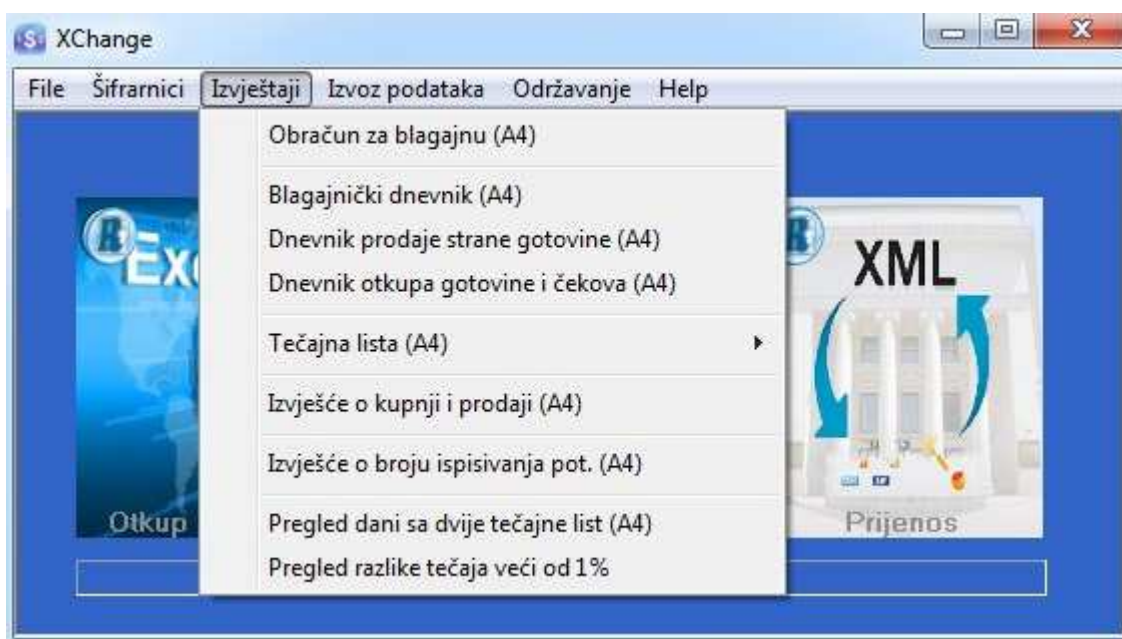 XChange
File Šifrarnici Izvještaji Izvoz podataka Održavanje Help
Obračun za blagajnu (A4)
Blagajnički dnevnik (A4)
Dnevnik prodaje strane gotovine (A4)
Dnevnik otkupa gotovine i čekova (A4)
Tečajna lista (A4)
Izvješće o kupnji i prodaji (A4)
Izvješće o broju ispisivanja pot. (A4)
Pregled dani sa dvije tečajne list (A4)
Pregled razlike tečaja veći od 1%
Otkup
XML
Prijenos